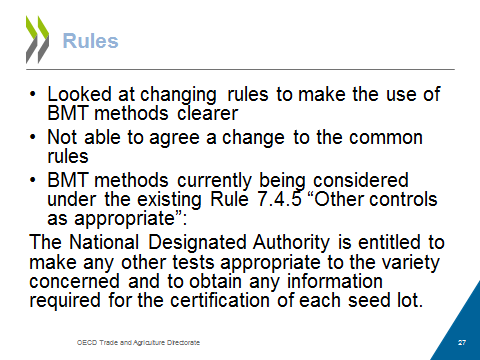 Rules
• Looked at changing rules to make the use of
BMT methods clearer
• Not able to agree a change to the common
rules
• BMT methods currently being considered
under the existing Rule 7.4.5 “Other controls
as appropriate”:
The National Designated Authority is entitled to
make any other tests appropriate to the variety
concerned and to obtain any information
required for the certification of each seed lot.
OECD Trade and Agriculture Directorate
27